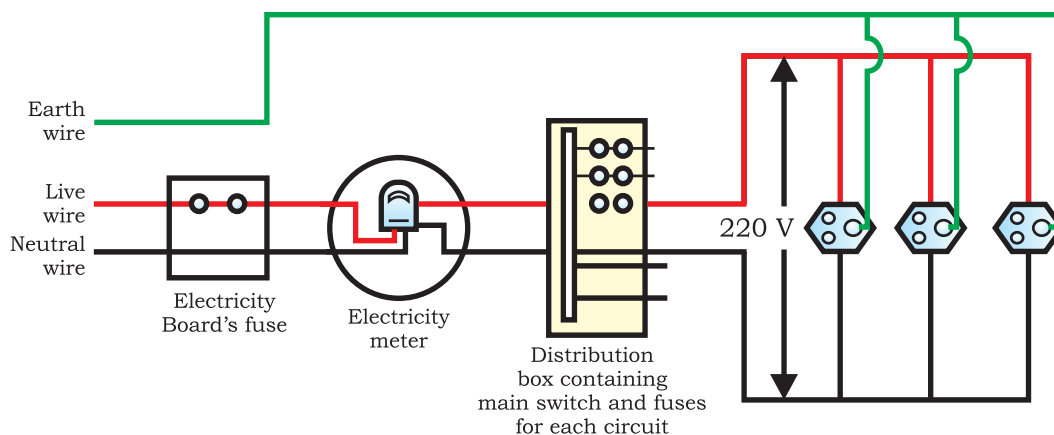 Earth
wire
Live
wire
Neutral
wire
Electricity
Board's fuse
Electricity
meter
Distribution
box containing
main switch and fuses
for each circuit
220 V